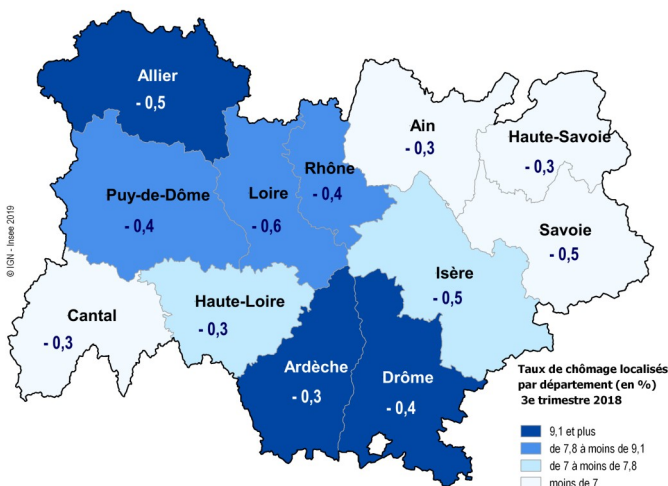 Allier
- 0,5
Ain
- 0,3
Haute-Savoie
- 0,3
Rhône
- 0,4
Puy-de-Dôme
- 0,4
Loire
- 0,6
Savoie
- 0,5
Isère
- 0,5
Cantal
- 0,3
Haute-Loire
- 0,3
Ardèche
- 0,3
Drôme
- 0,4
© IGN - Insee 2019
Taux de chômage localisés
par département (en %)
3e trimestre 2018
9,1 et plus
de 7,8 à moins de 9,1
de 7 à moins de 7,8
moins de 7